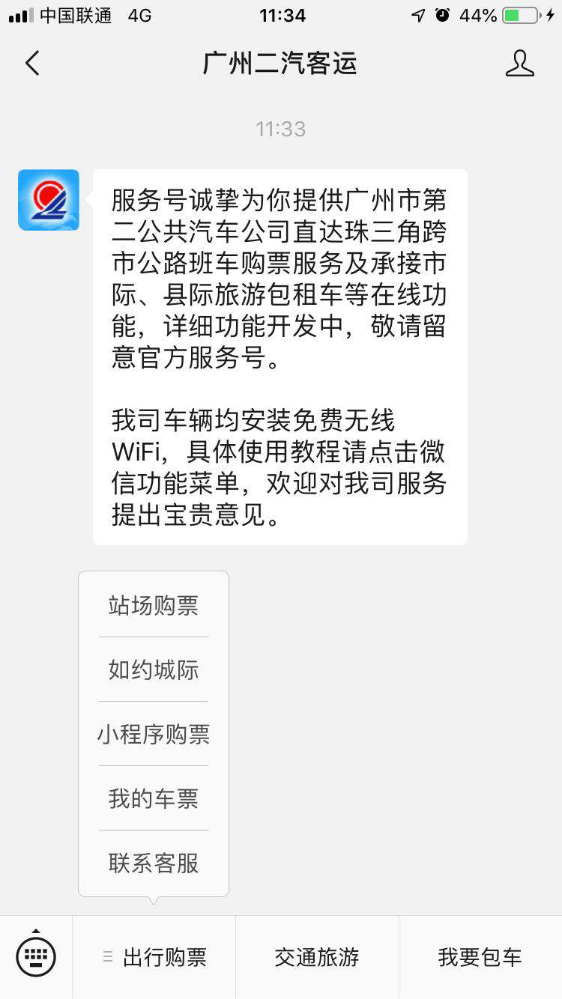 中国联通 4G 11:34 44%
广州二汽客运
11:33
服务号诚挚为你提供广州市第
二公共汽车公司直达珠三角跨
市公路班车购票服务及承接市
际、县际旅游包租车等在线功
能，详细功能开发中，敬请留
意官方服务号。
我司车辆均安装免费无线
WiFi，具体使用教程请点击微
信功能菜单，欢迎对我司服务
提出宝贵意见。
站场购票
如约城际
小程序购票
我的车票
联系客服
出行购票 交通旅游 我要包车